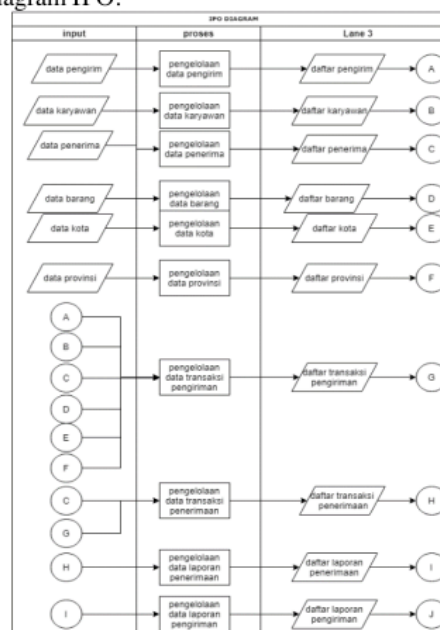 diagram IPO.
IPO DIAGRAM
input
proses
Lane 3
data pengirim
pengelolaan
data pengirim
daftar pengirim
A
data karyawan
pengelolaan
data karyawan
daftar karyawan
B
data penerima
pengelolaan
data penerima
daftar penerima
C
data barang
pengelolaan
data barang
daftar barang
D
data kota
pengelolaan
data kota
daftar kota
E
data provinsi
pengelolaan
data provinsi
daftar provinsi
F
A
B
C
D
E
F
pengelolaan
data transaksi
pengiriman
daftar transaksi
pengiriman
G
C
G
pengelolaan
data transaksi
penerimaan
daftar transaksi
penerimaan
H
H
pengelolaan
data laporan
penerimaan
daftar laporan
penerimaan
I
I
pengelolaan
data laporan
pengiriman
daftar laporan
pengiriman
J